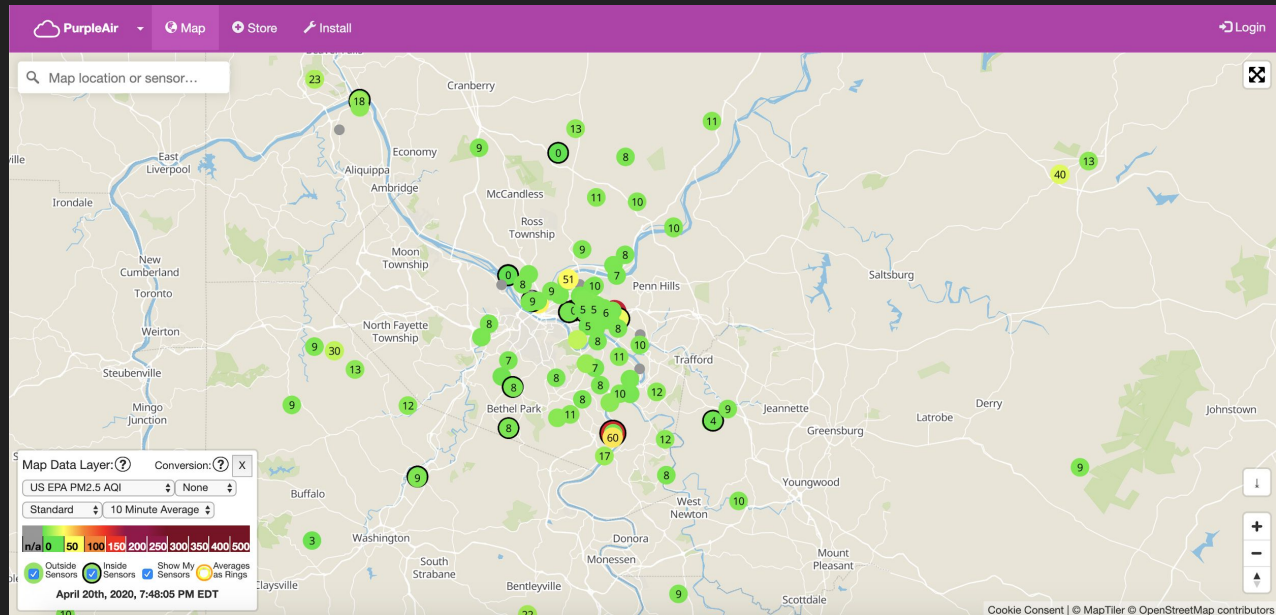 PurpleAir Map Store Install Login
Map location or sensor…
23
Cranberry
18
11
13
9
0
8
13
ville
East
Liverpool
Economy
40
Aliquippa
Ambridge
McCandless
11
10
Irondale
Ross
Township
10
9
8
Moon
Township
New
Cumberland
0
8
51
7
Saltsburg
Toronto
9
9
10
Penn Hills
0 5 5 6
5
8
Weirton
North Fayette
Township
8
8
10
9
30
11
Trafford
13
7
7
Steubenville
8
8
8
10
12
9
12
8
Mingo
Junction
Bethel Park
11
9
Jeannette
Derry
Johnstown
4
Latrobe
8
60
12
Greensburg
17
9
9
8
Youngwood
Buffalo
West
Newton
10
3
Washington
Donora
South
Strabane
Monessen
Mount
Pleasant
Claysville
Bentleyville
9
Scottdale
10
22
Map Data Layer: ? Conversion: ? X
US EPA PM2.5 AQI None
Standard 10 Minute Average
n/a 0 50 100 150 200 250 300 350 400 500
Outside Sensors Inside Sensors Show My Sensors Averages as Rings
April 20th, 2020, 7:48:05 PM EDT
Cookie Consent | © MapTiler © OpenStreetMap contributors